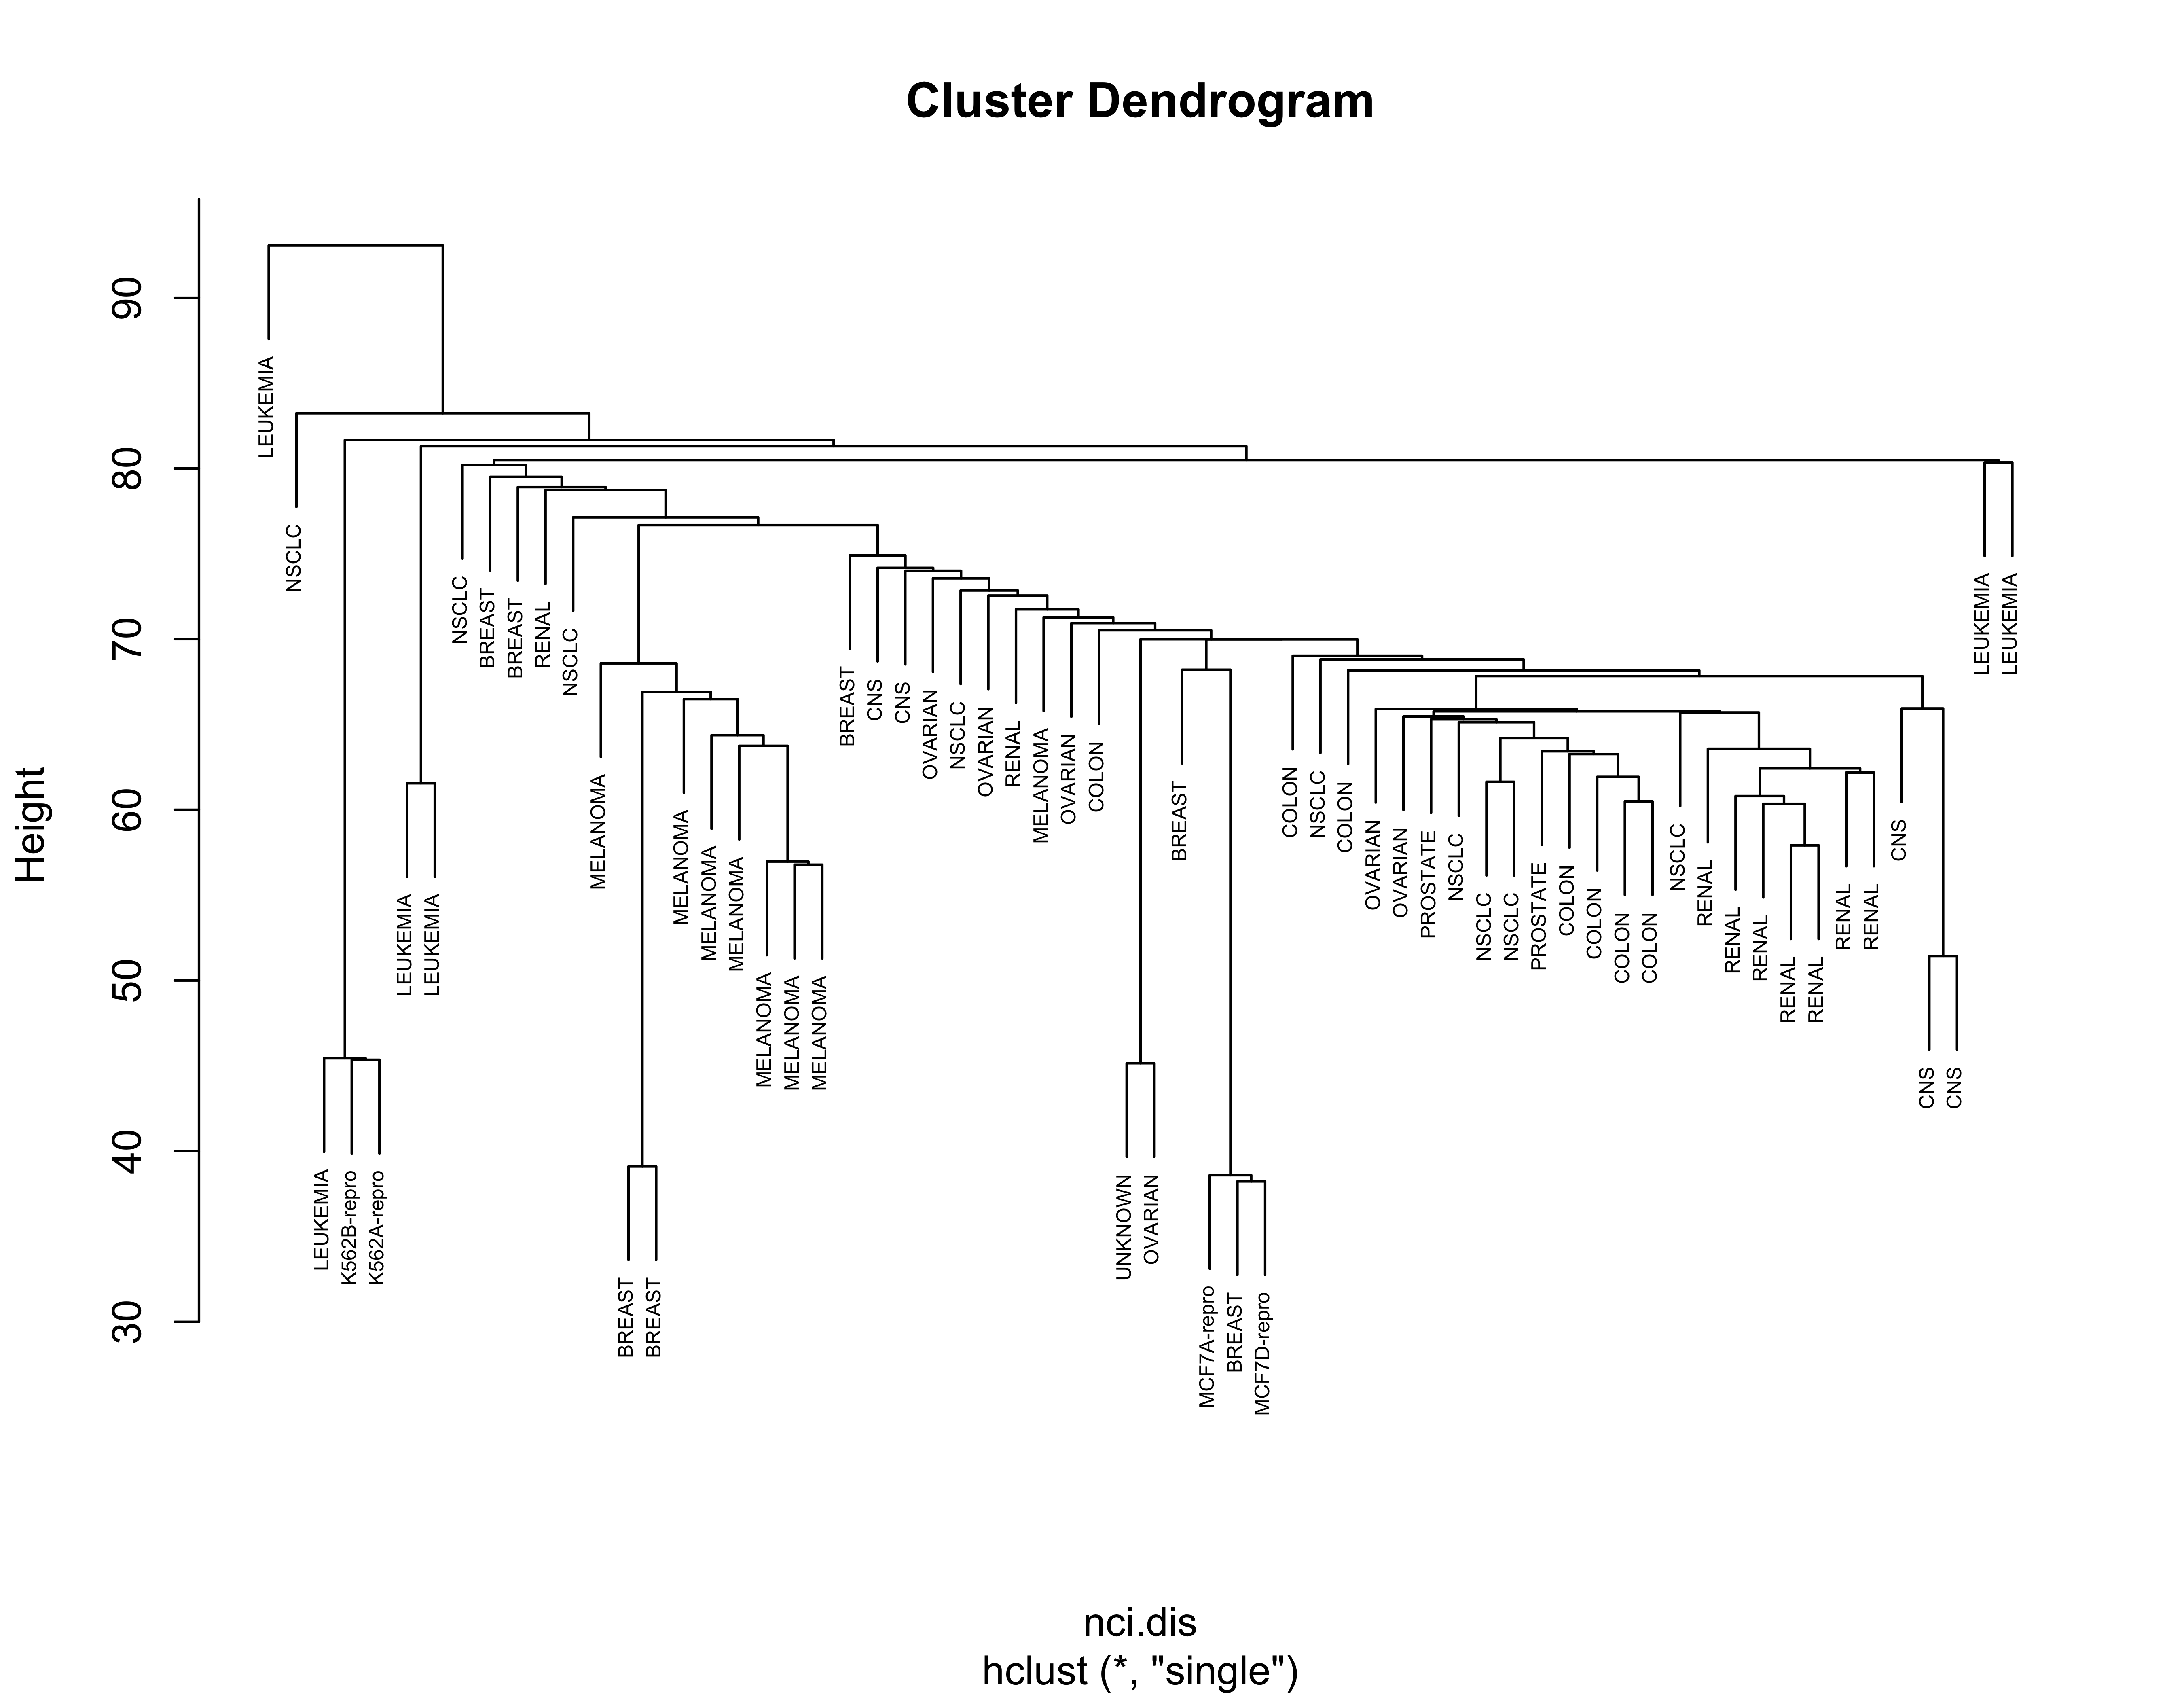 Cluster Dendrogram
Height
90
80
70
60
50
40
30
LEUKEMIA
NSCLC
LEUKEMIA
K562B-repro
K562A-repro
LEUKEMIA
LEUKEMIA
NSCLC
BREAST
BREAST
RENAL
NSCLC
MELANOMA
BREAST
BREAST
MELANOMA
MELANOMA
MELANOMA
MELANOMA
MELANOMA
MELANOMA
BREAST
CNS
CNS
OVARIAN
NSCLC
OVARIAN
RENAL
MELANOMA
OVARIAN
COLON
UNKNOWN
OVARIAN
BREAST
MCF7A-repro
BREAST
MCF7D-repro
COLON
NSCLC
COLON
OVARIAN
OVARIAN
PROSTATE
NSCLC
NSCLC
NSCLC
PROSTATE
COLON
COLON
COLON
COLON
NSCLC
RENAL
RENAL
RENAL
RENAL
RENAL
RENAL
RENAL
CNS
CNS
CNS
LEUKEMIA
LEUKEMIA
nci.dis
hclust (*, "single")